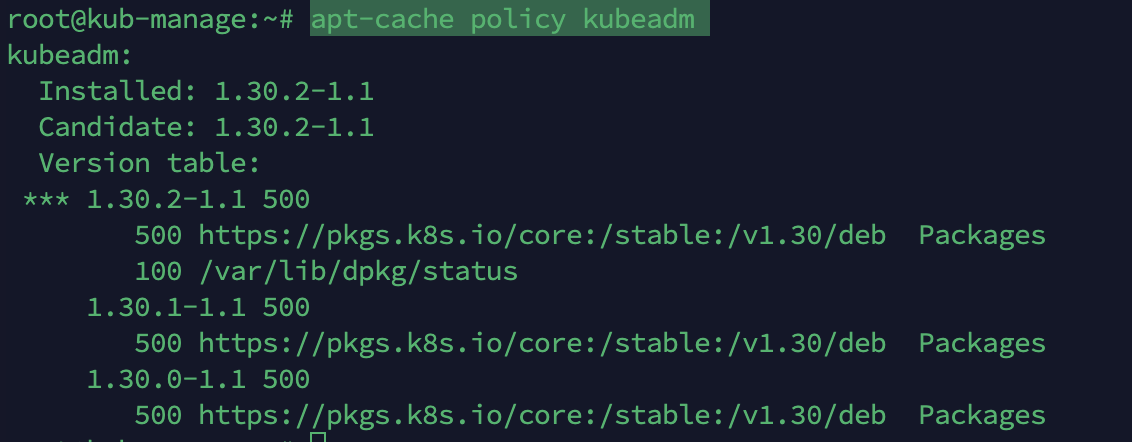 root@kub-manage:~# apt-cache policy kubeadm
kubeadm:
  Installed: 1.30.2-1.1
  Candidate: 1.30.2-1.1
  Version table:
 *** 1.30.2-1.1 500
        500 https://pkgs.k8s.io/core:/stable:/v1.30/deb  Packages
        100 /var/lib/dpkg/status
     1.30.1-1.1 500
        500 https://pkgs.k8s.io/core:/stable:/v1.30/deb  Packages
     1.30.0-1.1 500
        500 https://pkgs.k8s.io/core:/stable:/v1.30/deb  Packages